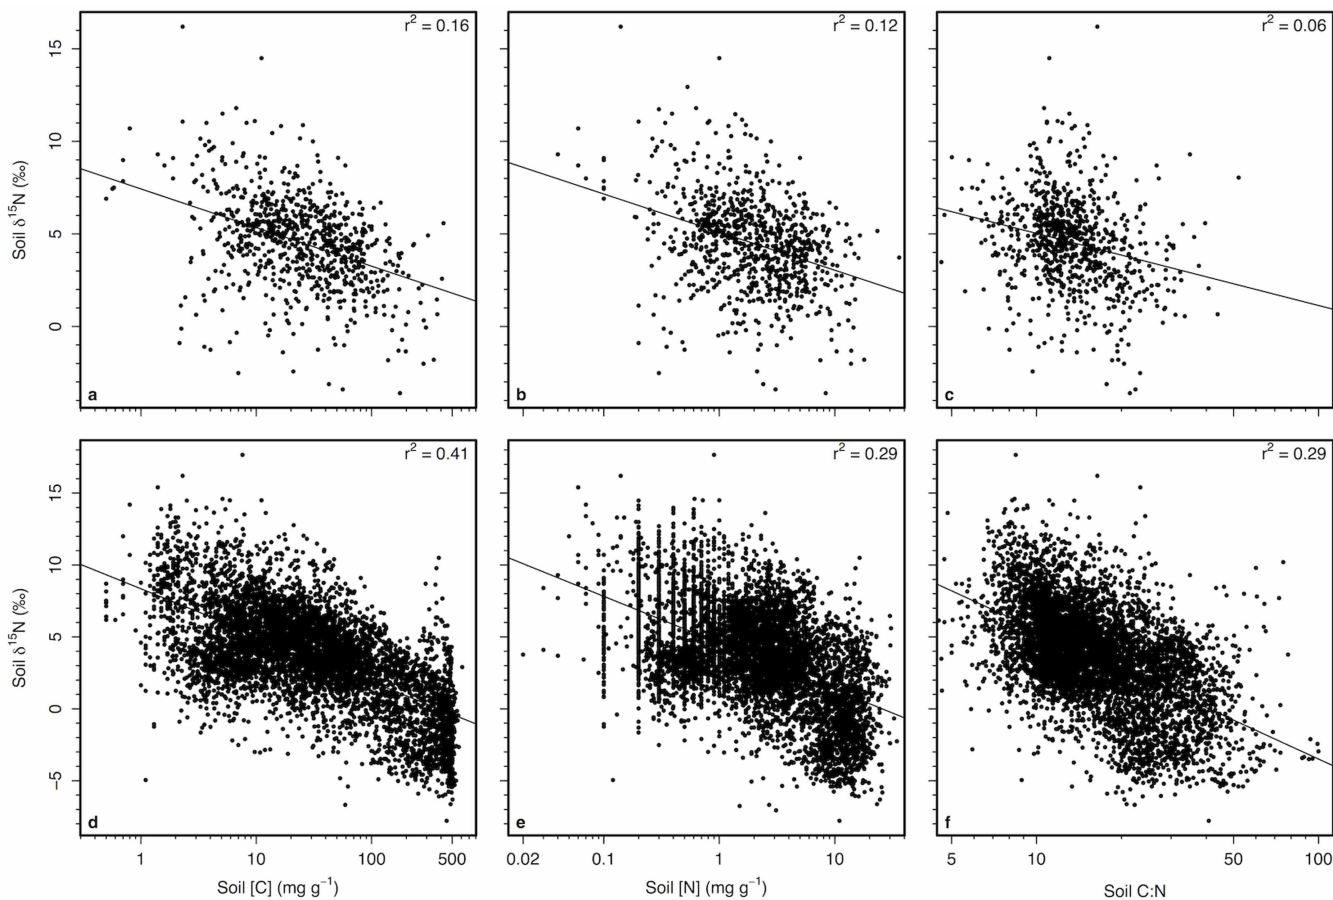 r² = 0.16
r² = 0.12
r² = 0.06
15
10
5
0
Soil δ¹⁵N (‰)
a
b
c
r² = 0.41
r² = 0.29
r² = 0.29
15
10
5
0
−5
Soil δ¹⁵N (‰)
d
e
f
1 10 100 500
0.02 0.1 1 10
5 10 50 100
Soil [C] (mg g⁻¹)
Soil [N] (mg g⁻¹)
Soil C:N